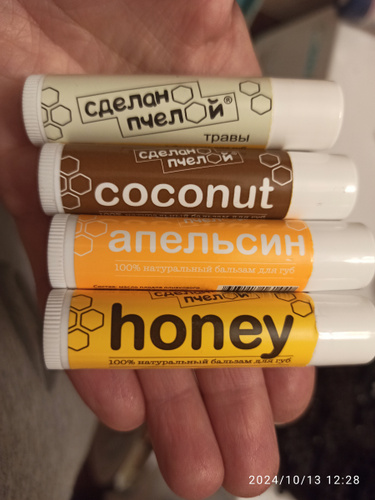 сделано
пчелой®
травы
сделано
пчелой
coconut
апельсин
100% натуральный бальзам для губ
пчелой
honey
100% натуральный бальзам для губ
2024/10/13 12:28